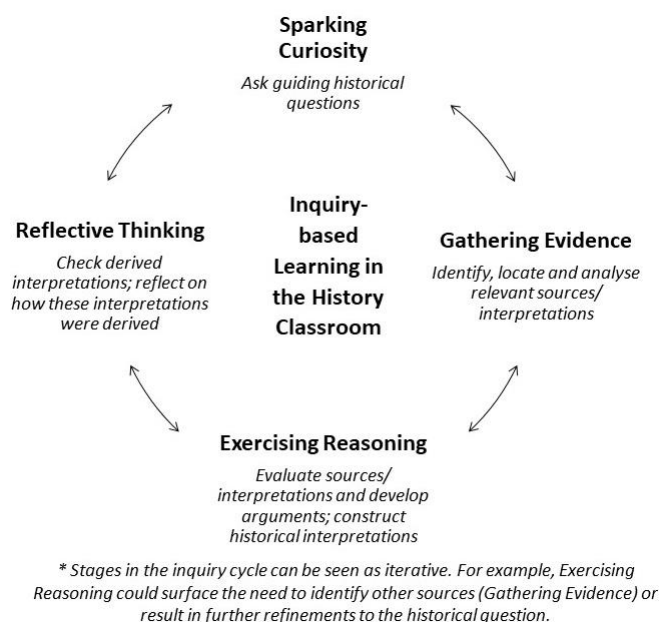 Sparking
Curiosity
Ask guiding historical
questions
Reflective Thinking
Check derived
interpretations; reflect on
how these interpretations
were derived
Inquiry-
based
Learning in
the History
Classroom
Gathering Evidence
Identify, locate and analyse
relevant sources/
interpretations
Exercising Reasoning
Evaluate sources/
interpretations and develop
arguments; construct
historical interpretations
* Stages in the inquiry cycle can be seen as iterative. For example, Exercising
Reasoning could surface the need to identify other sources (Gathering Evidence) or
result in further refinements to the historical question.